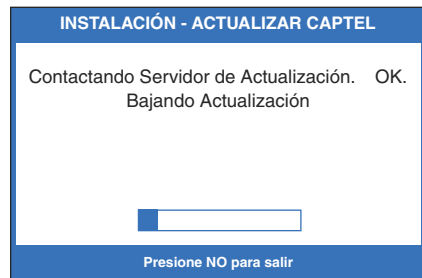 INSTALACIÓN - ACTUALIZAR CAPTEL
Contactando Servidor de Actualización. OK.
Bajando Actualización
Presione NO para salir